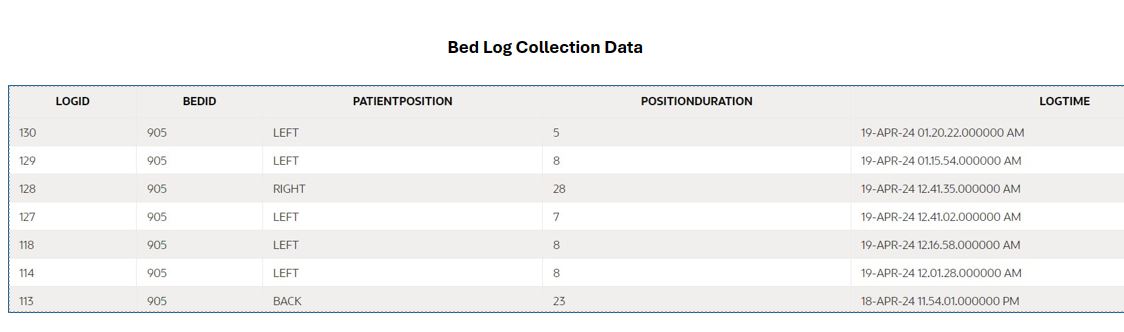 Bed Log Collection Data
LOGID BEDID PATIENTPOSITION POSITIONDURATION LOGTIME
130 905 LEFT 5 19-APR-24 01.20.22.000000 AM
129 905 LEFT 8 19-APR-24 01.15.54.000000 AM
128 905 RIGHT 28 19-APR-24 12.41.35.000000 AM
127 905 LEFT 7 19-APR-24 12.41.02.000000 AM
118 905 LEFT 8 19-APR-24 12.16.58.000000 AM
114 905 LEFT 8 19-APR-24 12.01.28.000000 AM
113 905 BACK 23 18-APR-24 11.54.01.000000 PM